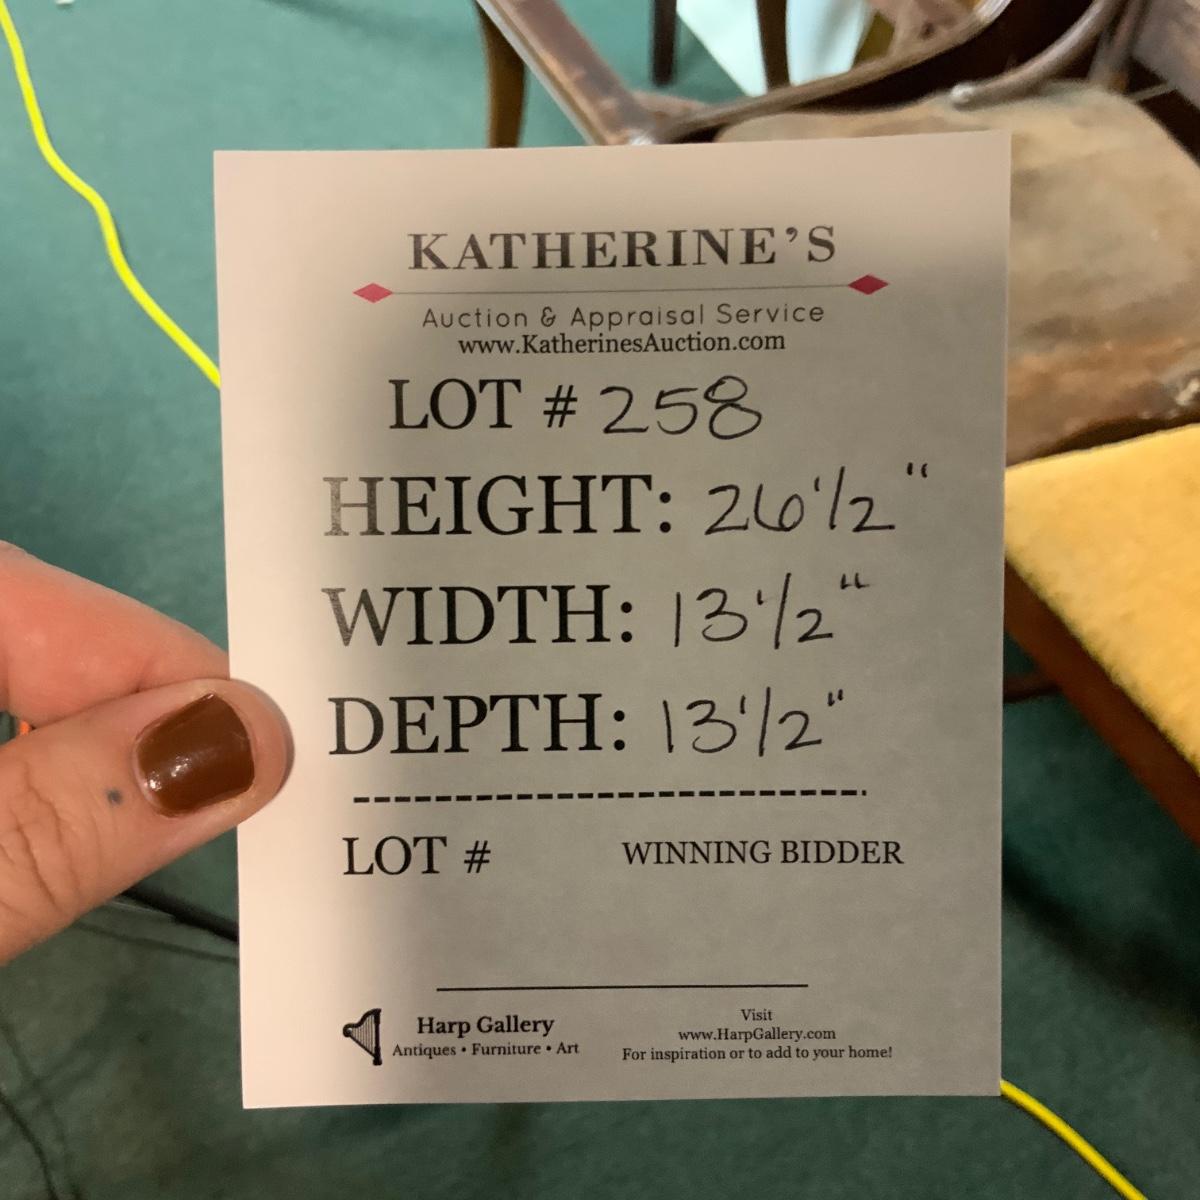 KATHERINE'S
Auction & Appraisal Service
www.KatherinesAuction.com
LOT # 258
HEIGHT: 26 1/2 "
WIDTH: 13 1/2 "
DEPTH: 13 1/2 "
LOT # WINNING BIDDER
Harp Gallery
Antiques • Furniture • Art
Visit
www.HarpGallery.com
For inspiration or to add to your home!